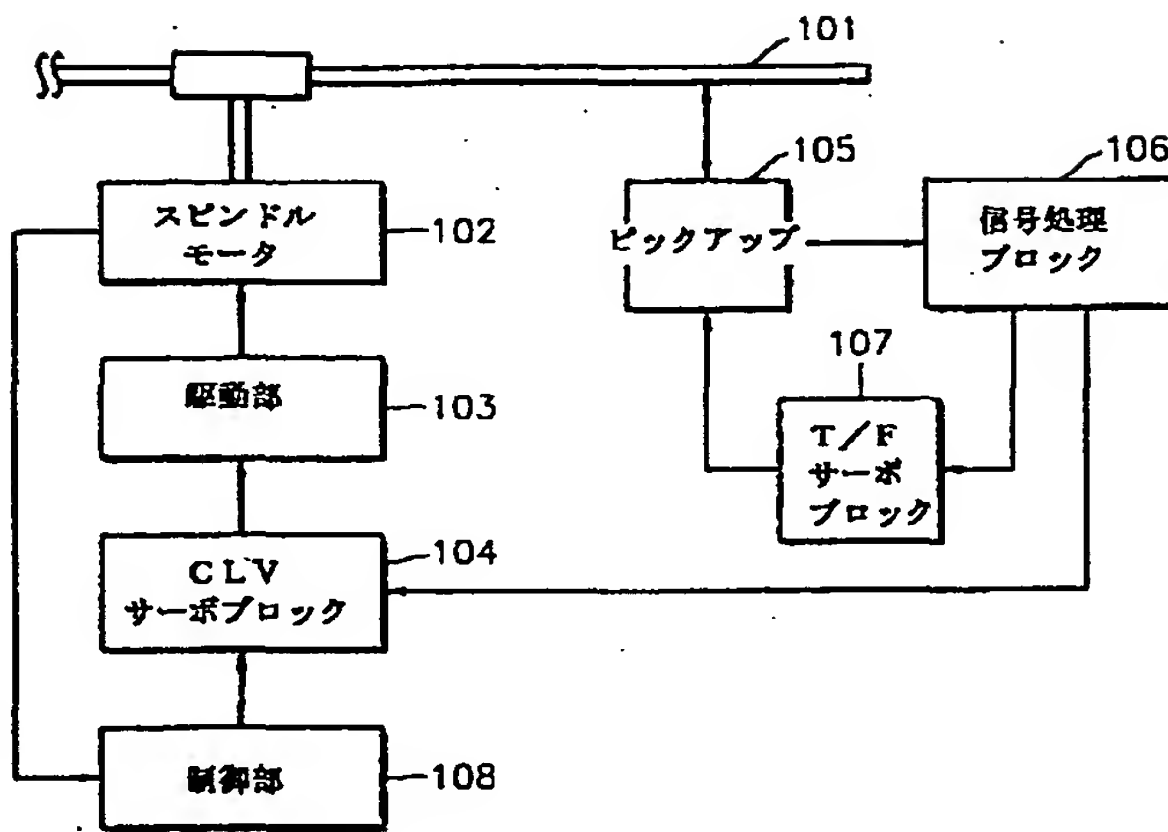 101
105
106
スピンドル
モータ
102
ピックアップ
信号処理
ブロック
107
駆動部
103
T/F
サーボ
ブロック
104
CLV
サーボブロック
制御部
108